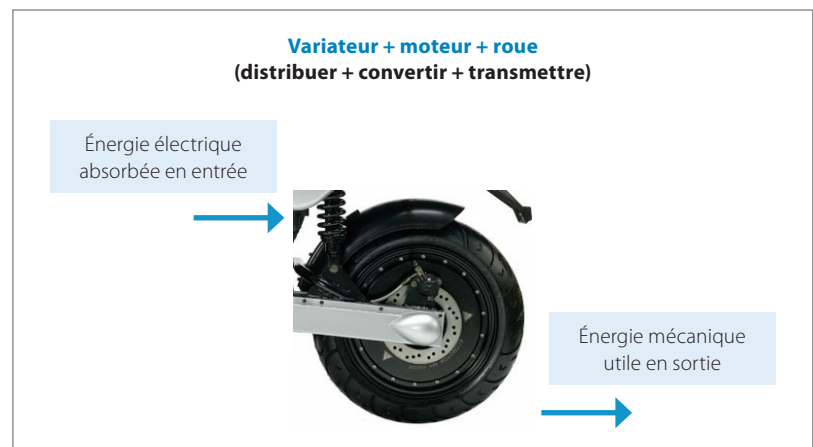 Variateur + moteur + roue
(distribuer + convertir + transmettre)
Énergie électrique
absorbée en entrée
Énergie mécanique
utile en sortie